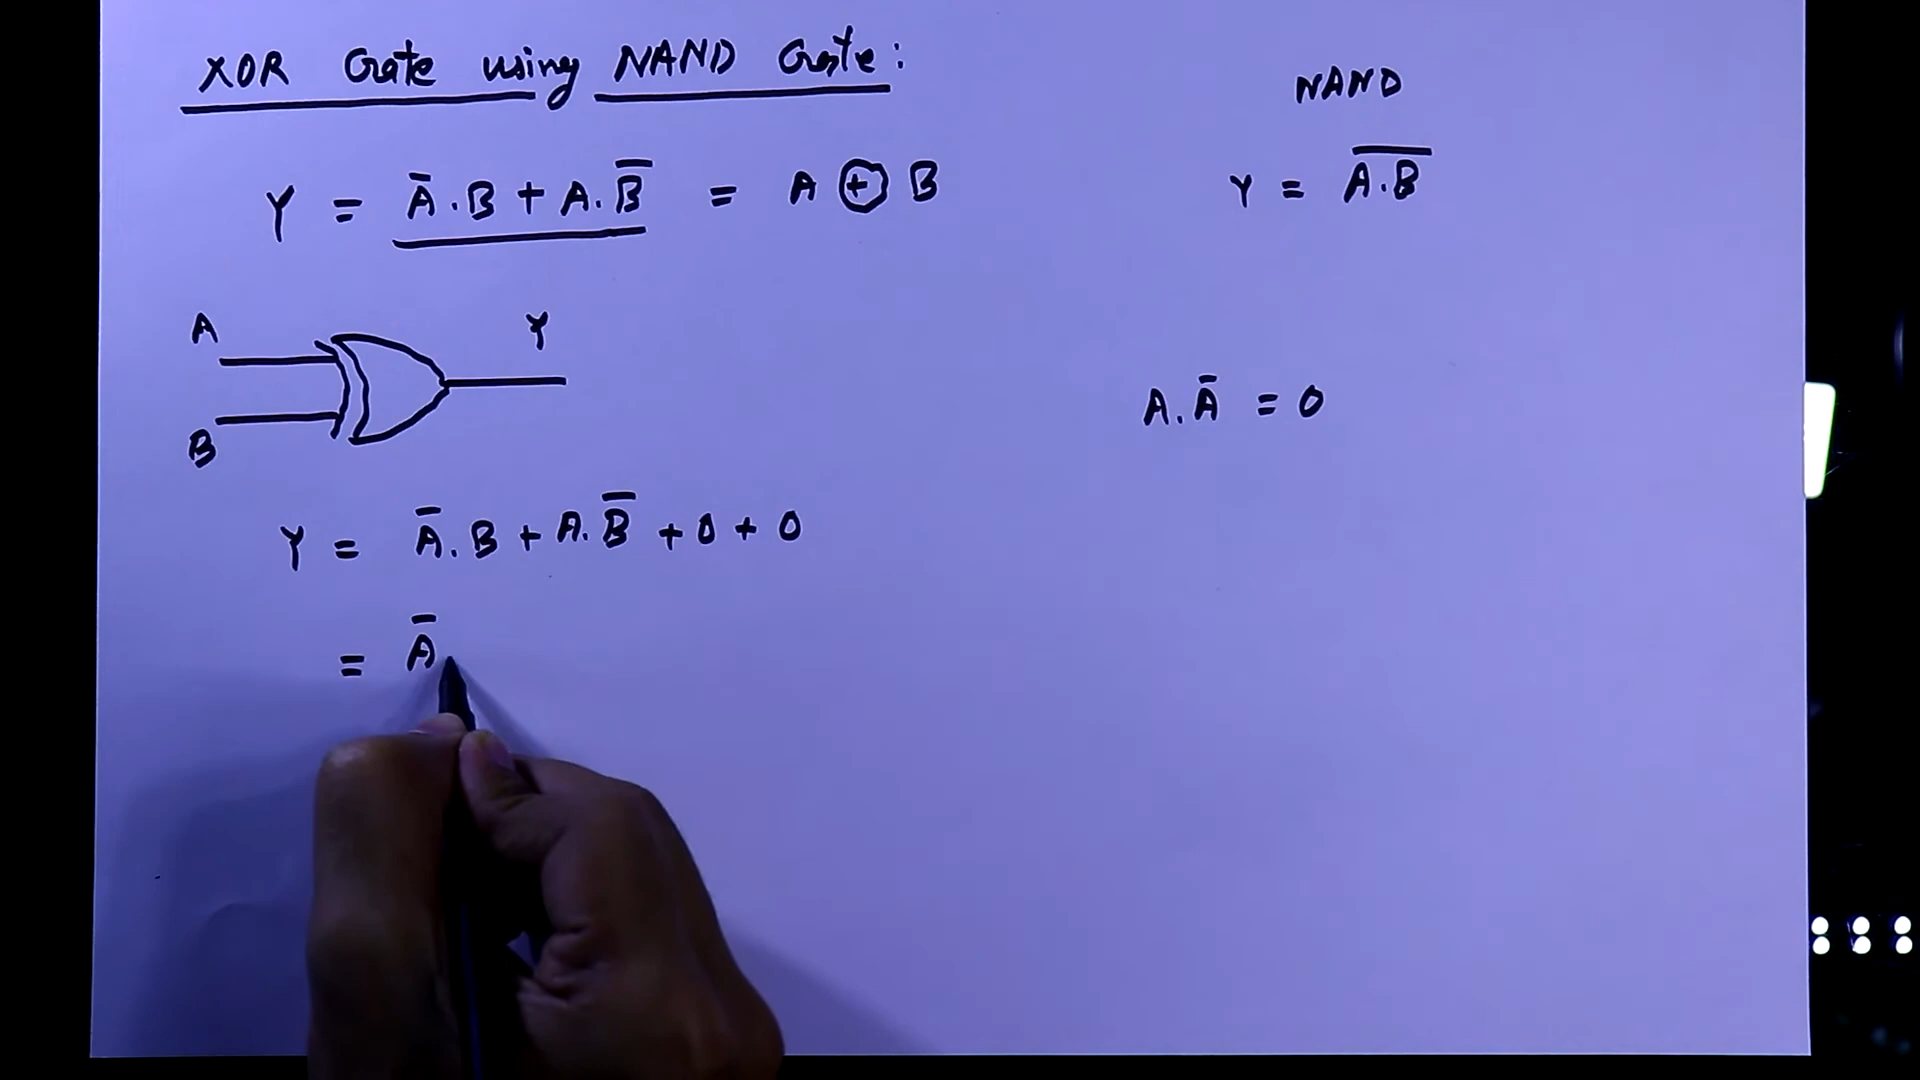 XOR Gate using NAND Gate:
NAND
Y = A̅.B + A.B̅ = A ⊕ B
Y = A̅.̅B̅
A
Y
B
A.A̅ = 0
Y = A̅.B + A.B̅ + 0 + 0
= A̅.